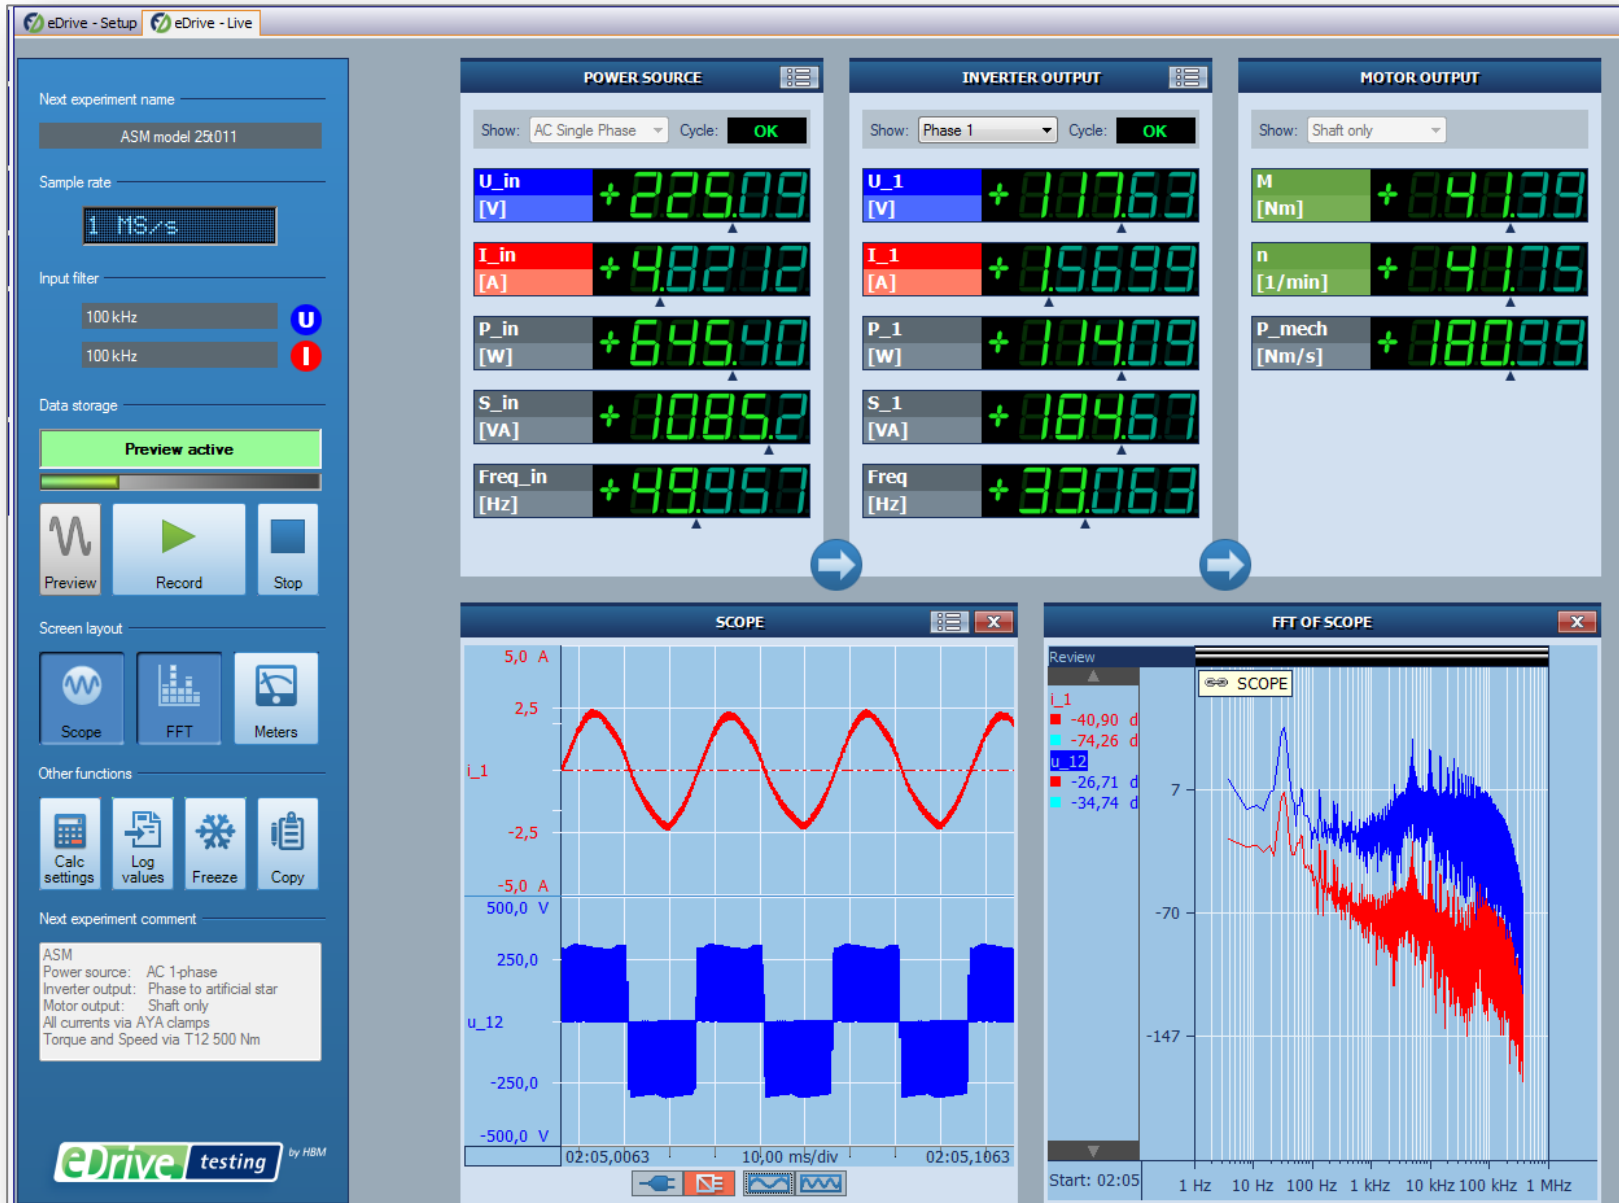 eDrive - Setup
eDrive - Live
Next experiment name
ASM model 25t011
Sample rate
1 MS/s
Input filter
100 kHz U
100 kHz I
Data storage
Preview active
Preview Record Stop
Screen layout
Scope FFT Meters
Other functions
Calc settings
Log values
Freeze
Copy
Next experiment comment
ASM
Power source: AC 1-phase
Inverter output: Phase to artificial star
Motor output: Shaft only
All currents via AYA clamps
Torque and Speed via T12 500 Nm
eDrive testing by HBM
POWER SOURCE
Show: AC Single Phase Cycle: OK
U_in [V] +225.09
I_in [A] +4.8212
P_in [W] +645.40
S_in [VA] +1085.2
Freq_in [Hz] +49.957
INVERTER OUTPUT
Show: Phase 1 Cycle: OK
U_1 [V] +117.63
I_1 [A] +1.5699
P_1 [W] +114.09
S_1 [VA] +184.67
Freq [Hz] +33.063
MOTOR OUTPUT
Show: Shaft only
M [Nm] +41.39
n [1/min] +41.75
P_mech [Nm/s] +180.99
SCOPE
5,0 A
2,5
i_1
-2,5
-5,0 A
500,0 V
250,0
u_12
-250,0
-500,0 V
02:05,0063 10,00 ms/div 02:05,1063
FFT OF SCOPE
Review
SCOPE
i_1
-40,90 d
-74,26 d
u_12
-26,71 d
-34,74 d
7
-70
-147
Start: 02:05
1 Hz 10 Hz 100 Hz 1 kHz 10 kHz 100 kHz 1 MHz